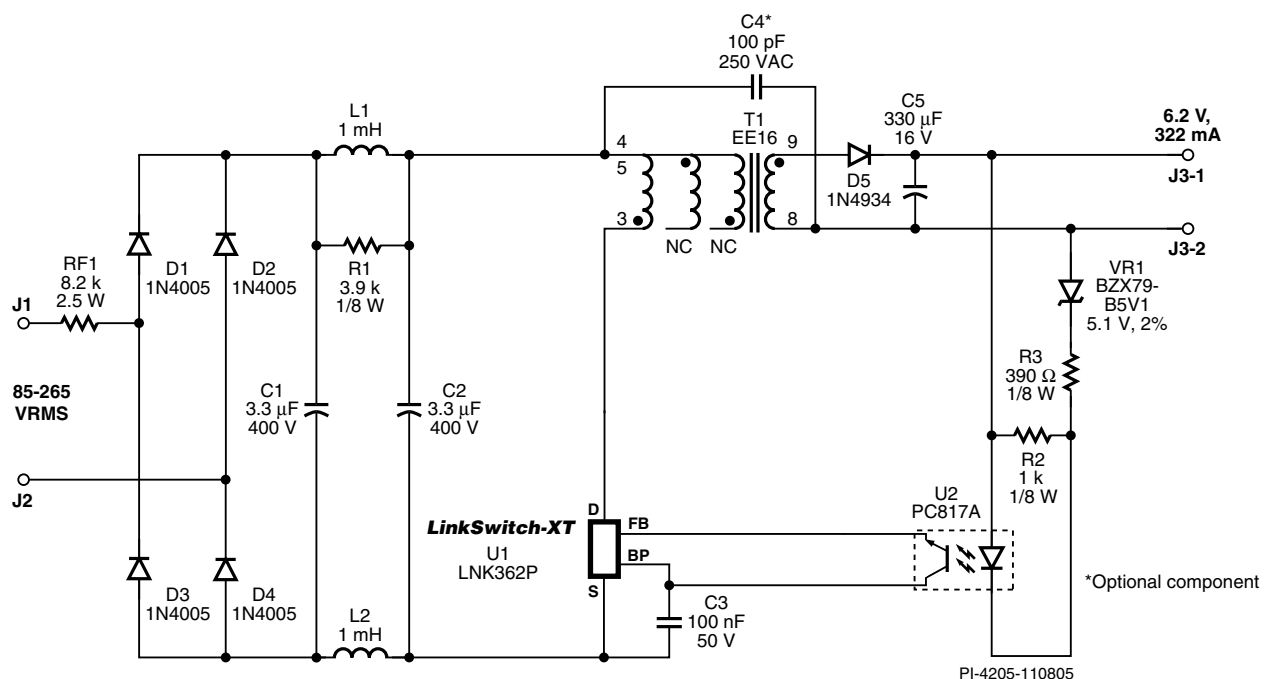 C4*
100 pF
250 VAC
L1
1 mH
T1
EE16
C5
330 µF
16 V
6.2 V,
322 mA
4
5
3
9
8
NC
NC
D5
1N4934
J3-1
J3-2
D1
1N4005
D2
1N4005
RF1
8.2 k
2.5 W
J1
R1
3.9 k
1/8 W
VR1
BZX79-
B5V1
5.1 V, 2%
R3
390 Ω
1/8 W
85-265
VRMS
C1
3.3 µF
400 V
C2
3.3 µF
400 V
R2
1 k
1/8 W
J2
LinkSwitch-XT
U1
LNK362P
D
FB
BP
S
U2
PC817A
*Optional component
D3
1N4005
D4
1N4005
L2
1 mH
C3
100 nF
50 V
PI-4205-110805